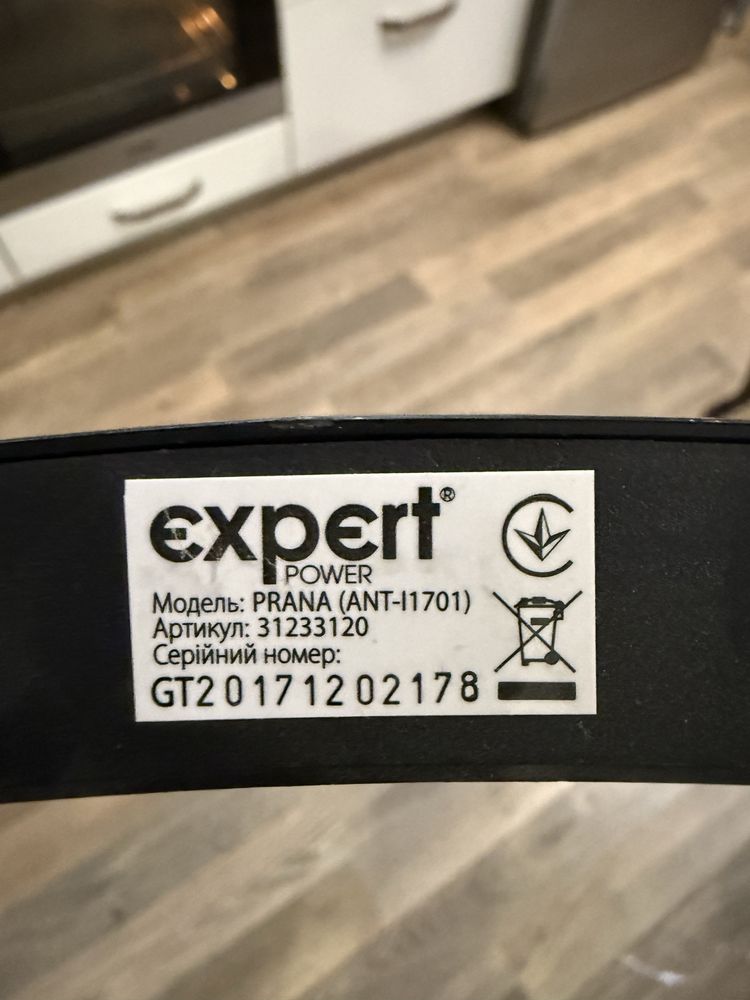 expert®
POWER
Модель: PRANA (ANT-I1701)
Артикул: 31233120
Серійний номер:
GT20171202178